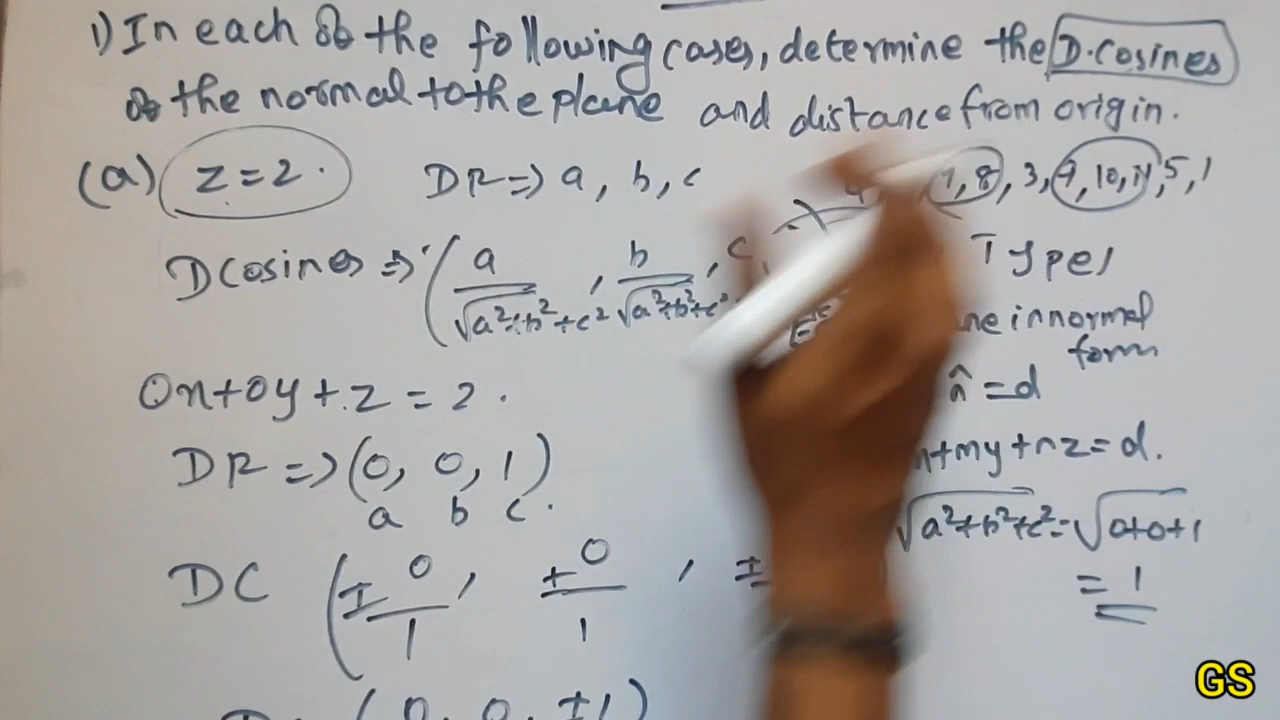 1) In each of the following cases, determine the D.cosines
of the normal to the plane and distance from origin.
(a) z=2. DR => a, b, c
7, 8, 3, 9, 10, 11, 5, 1
D Cosines => ( a/√a²+b²+c² , b/√a²+b²+c² , c
Types
in normal
form
n̂ = d
0x+0y+z = 2.
+my+nz=d.
DR => (0, 0, 1)
a b c.
√a²+b²+c² = √0+0+1
= 1
DC ( ± 0/1 , ± 0/1 , ±
( 0, 0, ±1)
GS